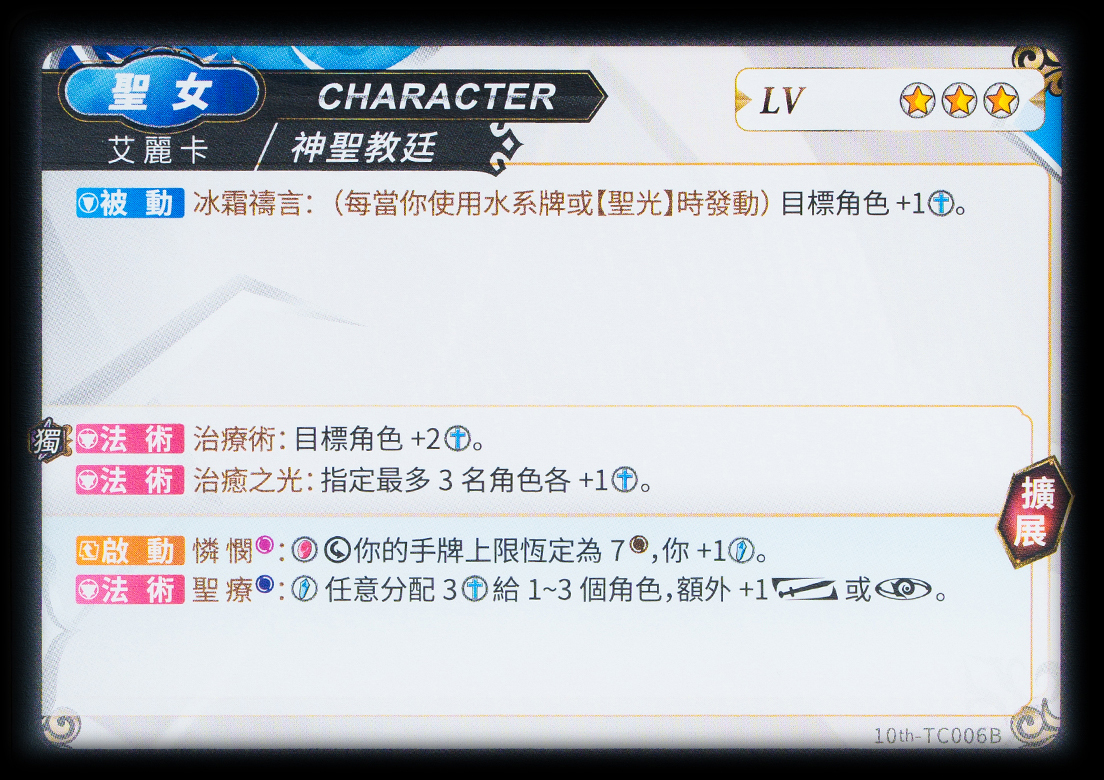 聖女 CHARACTER LV
艾麗卡 / 神聖教廷
被動 冰霜禱言：（每當你使用水系牌或【聖光】時發動）目標角色 +1。
獨 法術 治療術：目標角色 +2。
法術 治癒之光：指定最多 3 名角色各 +1。
擴展
啟動 憐憫：你的手牌上限恆定為 7，你 +1。
法術 聖療：任意分配 3 給 1~3 個角色，額外 +1 或 。
10th-TC006B